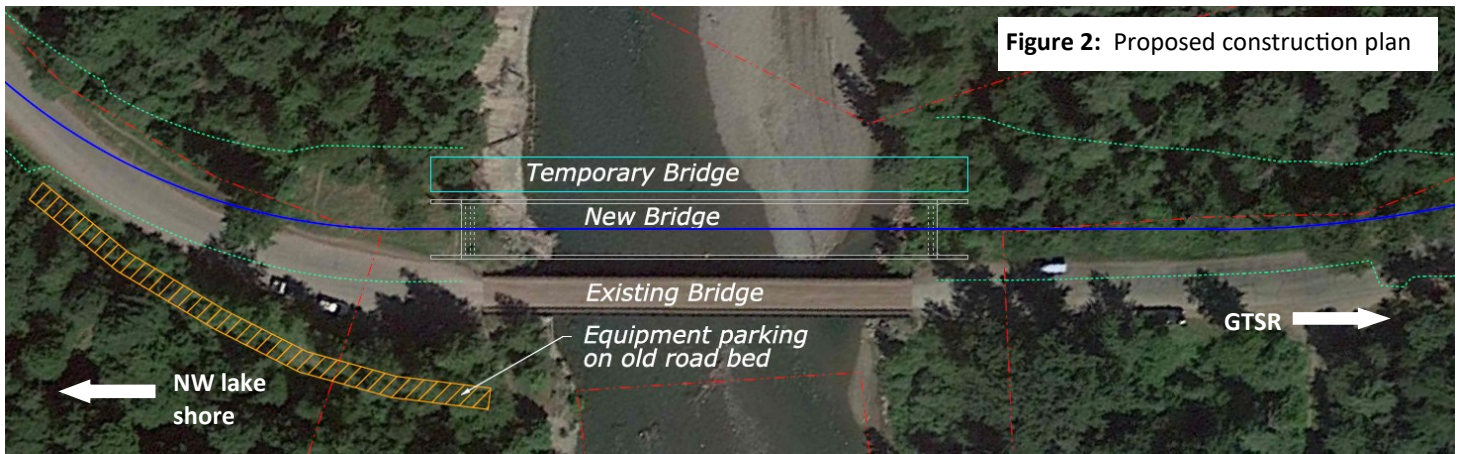 Figure 2: Proposed construction plan
Temporary Bridge
New Bridge
Existing Bridge
Equipment parking
on old road bed
GTSR
NW lake
shore